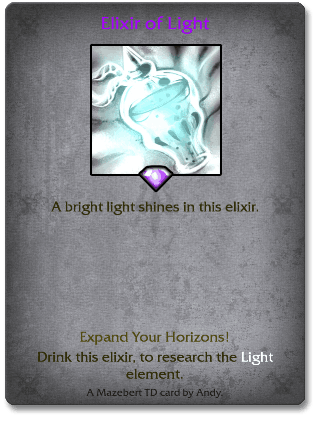 Elixir of Light
A bright light shines in this elixir.
Expand Your Horizons!
Drink this elixir, to research the Light
element.
A Mazebert TD card by Andy.